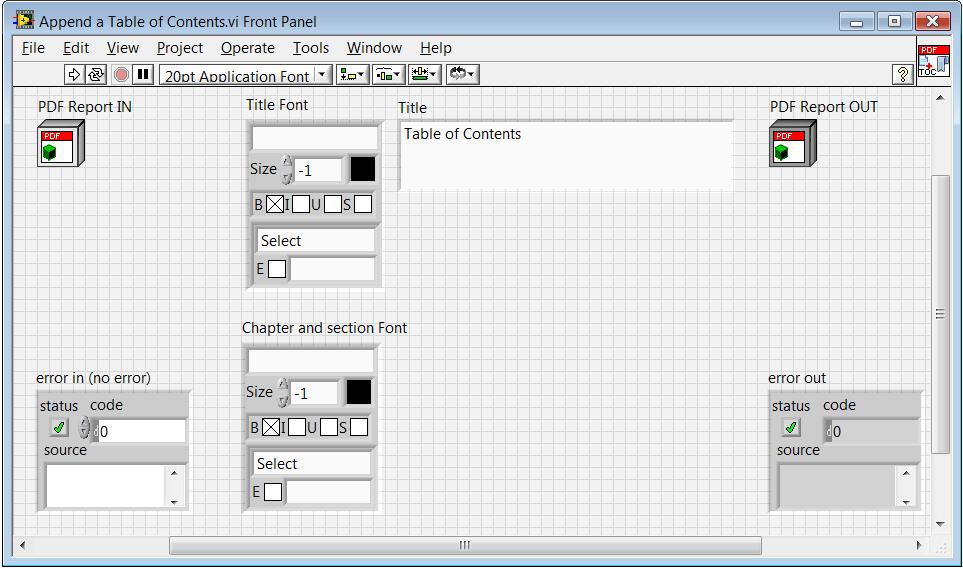 Append a Table of Contents.vi Front Panel
File Edit View Project Operate Tools Window Help
PDF
TOC
20pt Application Font
?
PDF Report IN
PDF
Title Font
Size -1
B I U S
Select
E
Title
Table of Contents
PDF Report OUT
PDF
Chapter and section Font
Size -1
B I U S
Select
E
error in (no error)
status code
d 0
source
error out
status code
d 0
source